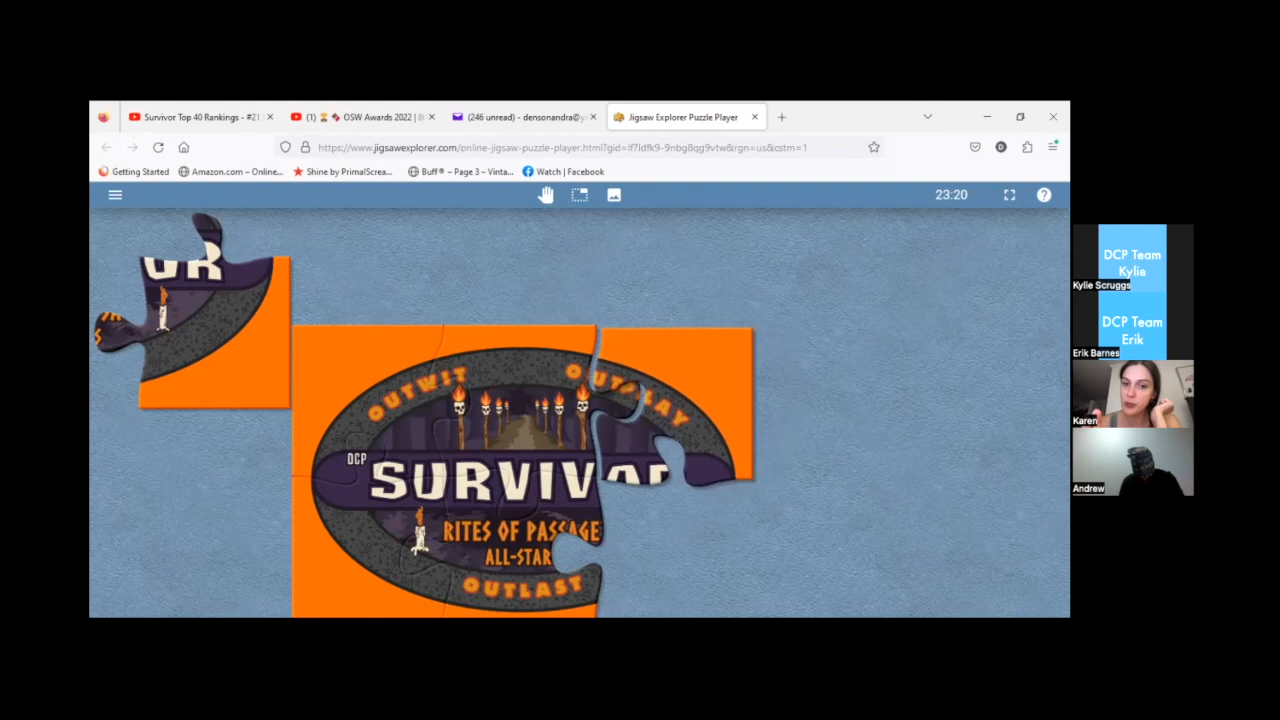 Survivor Top 40 Rankings - #21
(1) ⌛ 🍫 OSW Awards 2022 |
(246 unread) - densonandra@y
Jigsaw Explorer Puzzle Player
https://www.jigsawexplorer.com/online-jigsaw-puzzle-player.html?gid=lf7ldfk9-9nbg8qg9vtw&rgn=us&cstm=1
Getting Started
Amazon.com – Online...
Shine by PrimalScrea...
Buff® – Page 3 – Vinta...
Watch | Facebook
23:20
OR
OUTWIT
OUTPLAY
DCP
SURVIVOR
RITES OF PASSAGE
ALL-STAR
OUTLAST
DCP Team
Kylie
Kylie Scruggs
DCP Team
Erik
Erik Barnes
Karen
Andrew